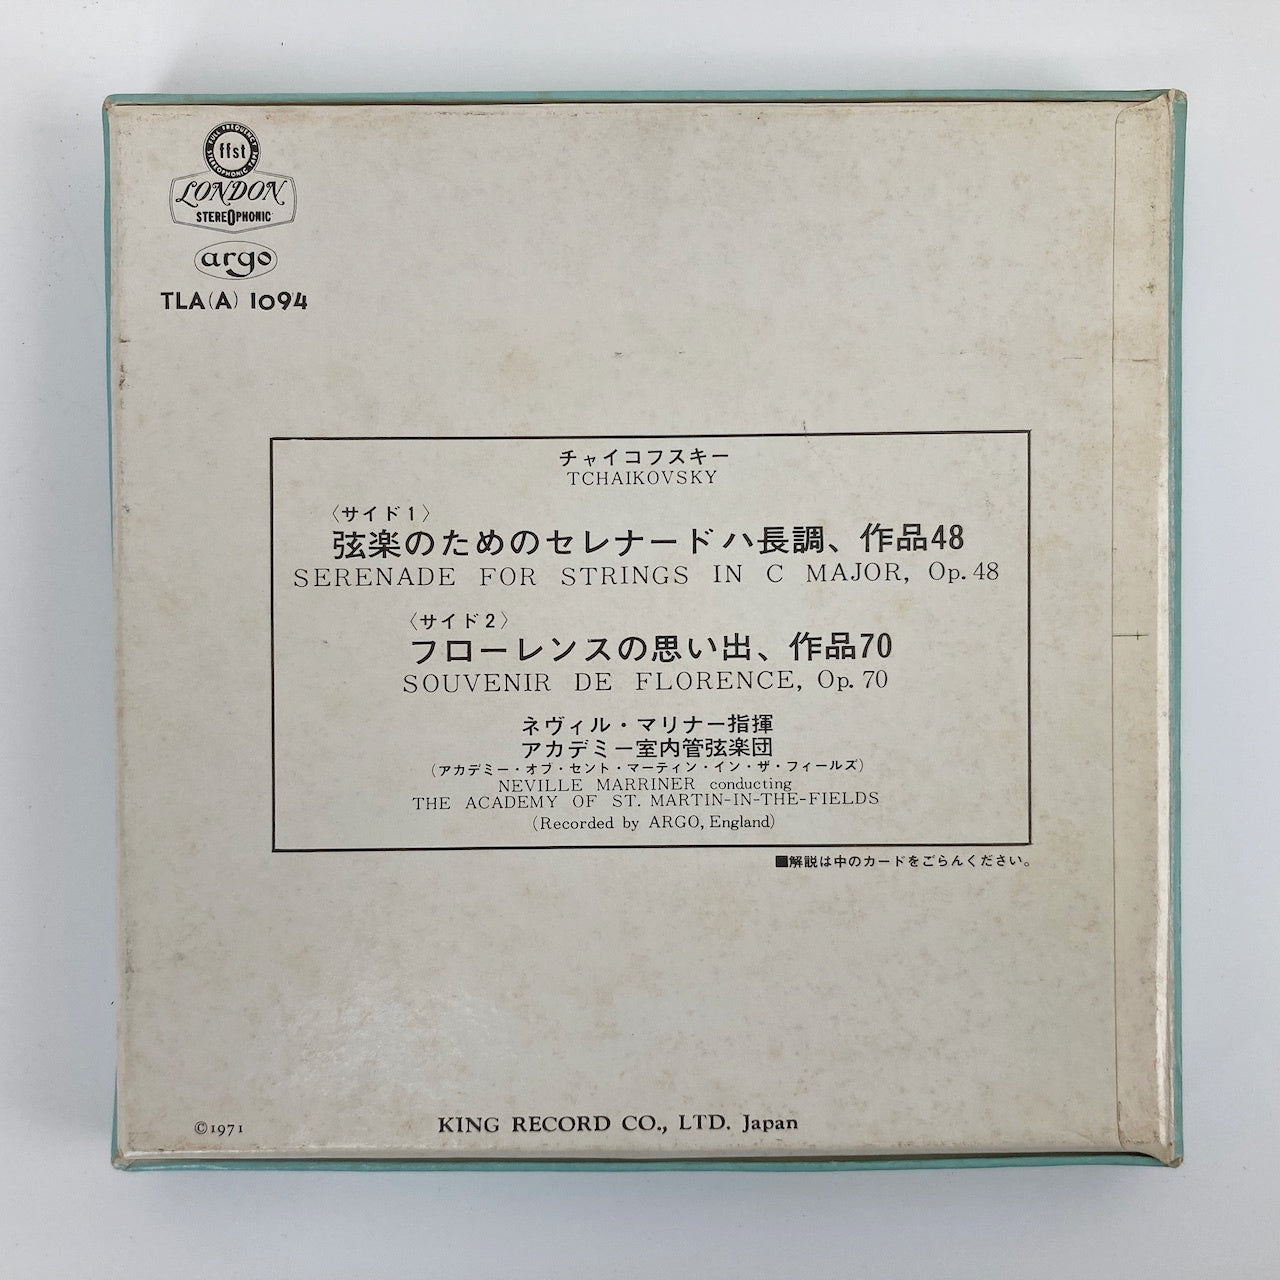 FULL FREQUENCY
ffst
STEREOPHONIC TAPE
LONDON
STEREOPHONIC
argo
TLA(A) 1094
チャイコフスキー
TCHAIKOVSKY
〈サイド1〉
弦楽のためのセレナード ハ長調、作品48
SERENADE FOR STRINGS IN C MAJOR, Op. 48
〈サイド2〉
フローレンスの思い出、作品70
SOUVENIR DE FLORENCE, Op. 70
ネヴィル・マリナー指揮
アカデミー室内管弦楽団
(アカデミー・オブ・セント・マーティン・イン・ザ・フィールズ)
NEVILLE MARRINER conducting
THE ACADEMY OF ST. MARTIN-IN-THE-FIELDS
(Recorded by ARGO, England)
■解説は中のカードをごらんください。
©1971
KING RECORD CO., LTD. Japan